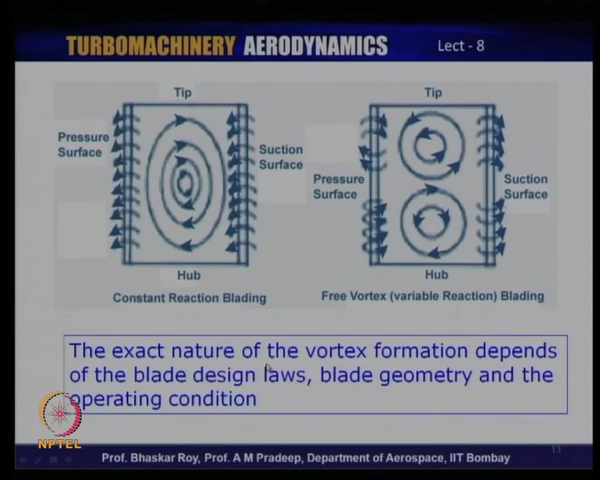 TURBOMACHINERY AERODYNAMICS
Lect - 8
Tip
Pressure
Surface
Suction
Surface
Hub
Constant Reaction Blading
Tip
Pressure
Surface
Suction
Surface
Hub
Free Vortex (variable Reaction) Blading
The exact nature of the vortex formation depends
of the blade design laws, blade geometry and the
operating condition
NPTEL
Prof. Bhaskar Roy, Prof. A M Pradeep, Department of Aerospace, IIT Bombay
13